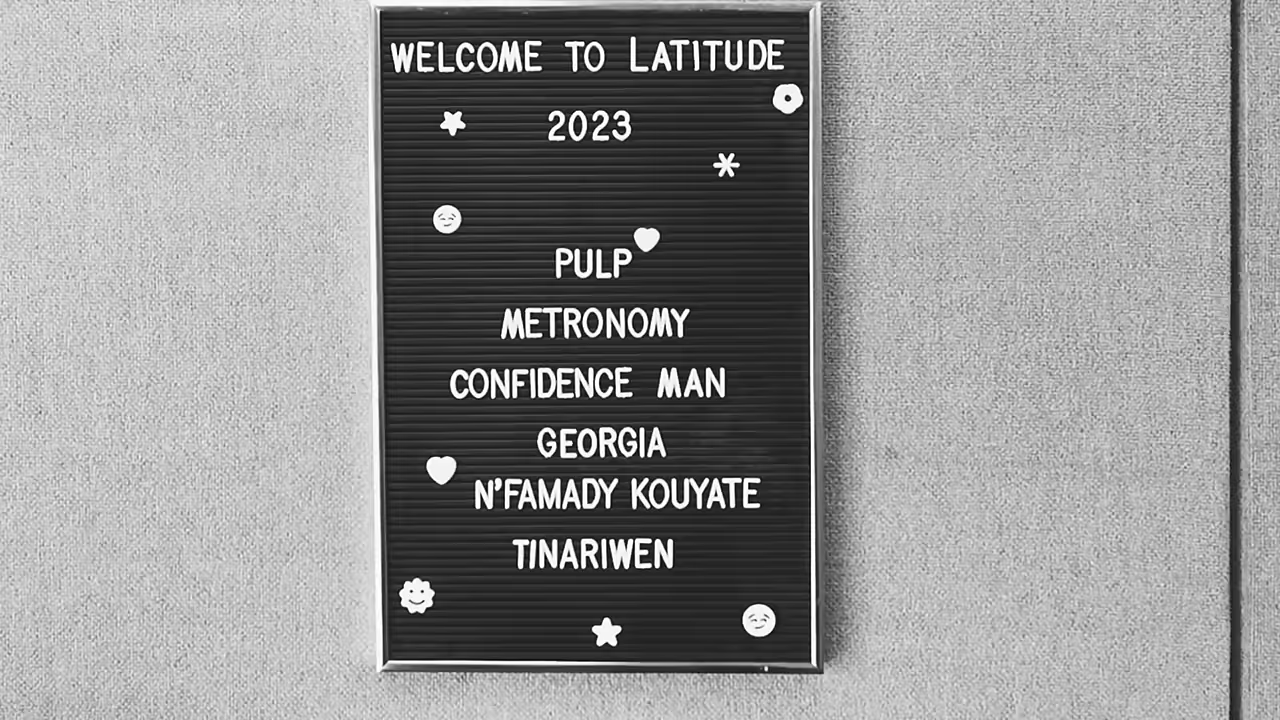 WELCOME TO LATITUDE
2023
PULP
METRONOMY
CONFIDENCE MAN
GEORGIA
N'FAMADY KOUYATE
TINARIWEN